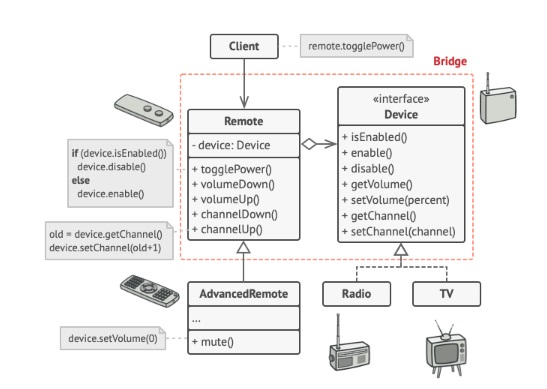 Client
remote.togglePower()
Bridge
Remote
- device: Device
+ togglePower()
+ volumeDown()
+ volumeUp()
+ channelDown()
+ channelUp()
«interface»
Device
+ isEnabled()
+ enable()
+ disable()
+ getVolume()
+ setVolume(percent)
+ getChannel()
+ setChannel(channel)
if (device.isEnabled())
device.disable()
else
device.enable()
old = device.getChannel()
device.setChannel(old+1)
AdvancedRemote
...
+ mute()
device.setVolume(0)
Radio
TV